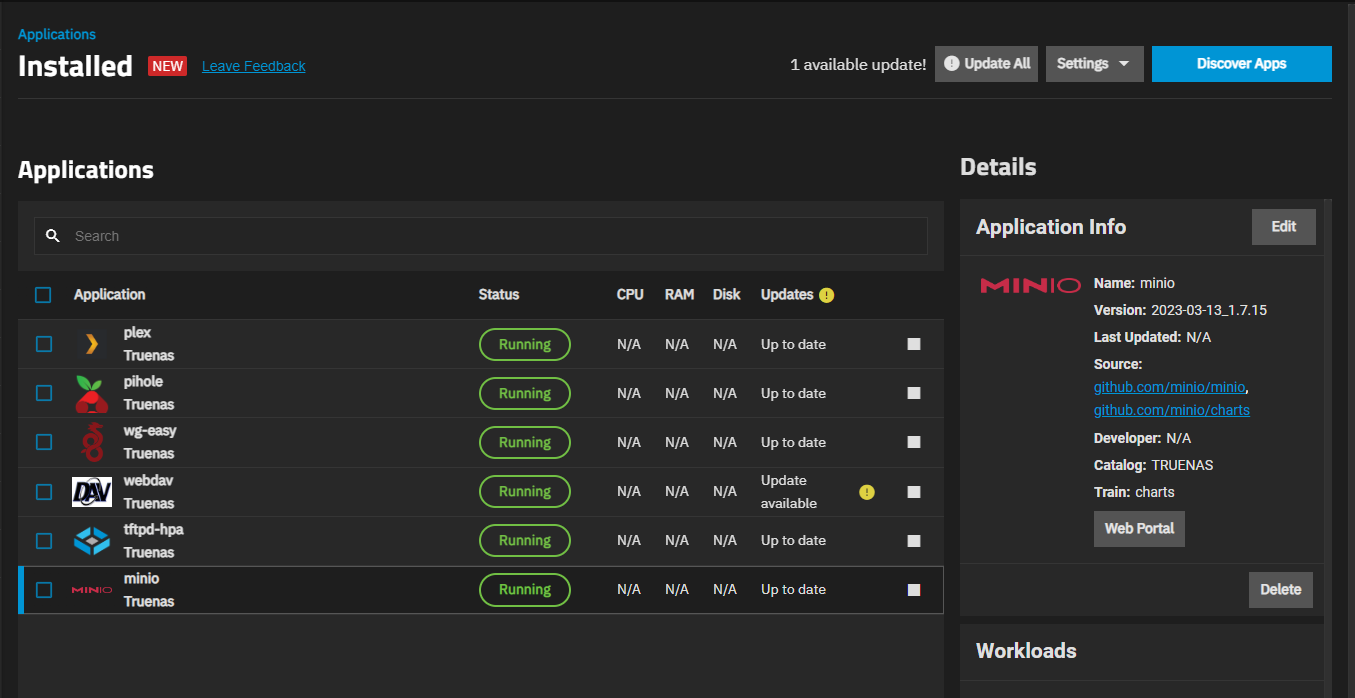 Applications
Installed NEW Leave Feedback
1 available update! Update All Settings Discover Apps
Applications
Search
Application Status CPU RAM Disk Updates
plex
Truenas
Running N/A N/A N/A Up to date
pihole
Truenas
Running N/A N/A N/A Up to date
wg-easy
Truenas
Running N/A N/A N/A Up to date
DAV
webdav
Truenas
Running N/A N/A N/A Update
available
tftpd-hpa
Truenas
Running N/A N/A N/A Up to date
MINIO
minio
Truenas
Running N/A N/A N/A Up to date
Details
Application Info Edit
MINIO
Name: minio
Version: 2023-03-13_1.7.15
Last Updated: N/A
Source:
github.com/minio/minio,
github.com/minio/charts
Developer: N/A
Catalog: TRUENAS
Train: charts
Web Portal
Delete
Workloads